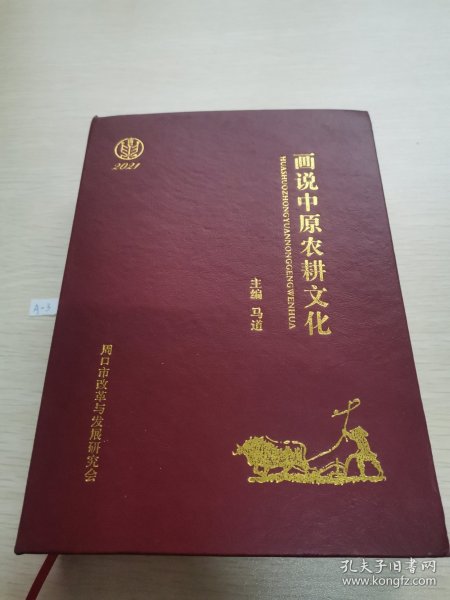 2021
画说中原农耕文化
HUASHUOZHONGYUANNONGGENGWENHUA
主编 马道
周口市改革与发展研究会
A-3
孔夫子旧书网
www.kongfz.com